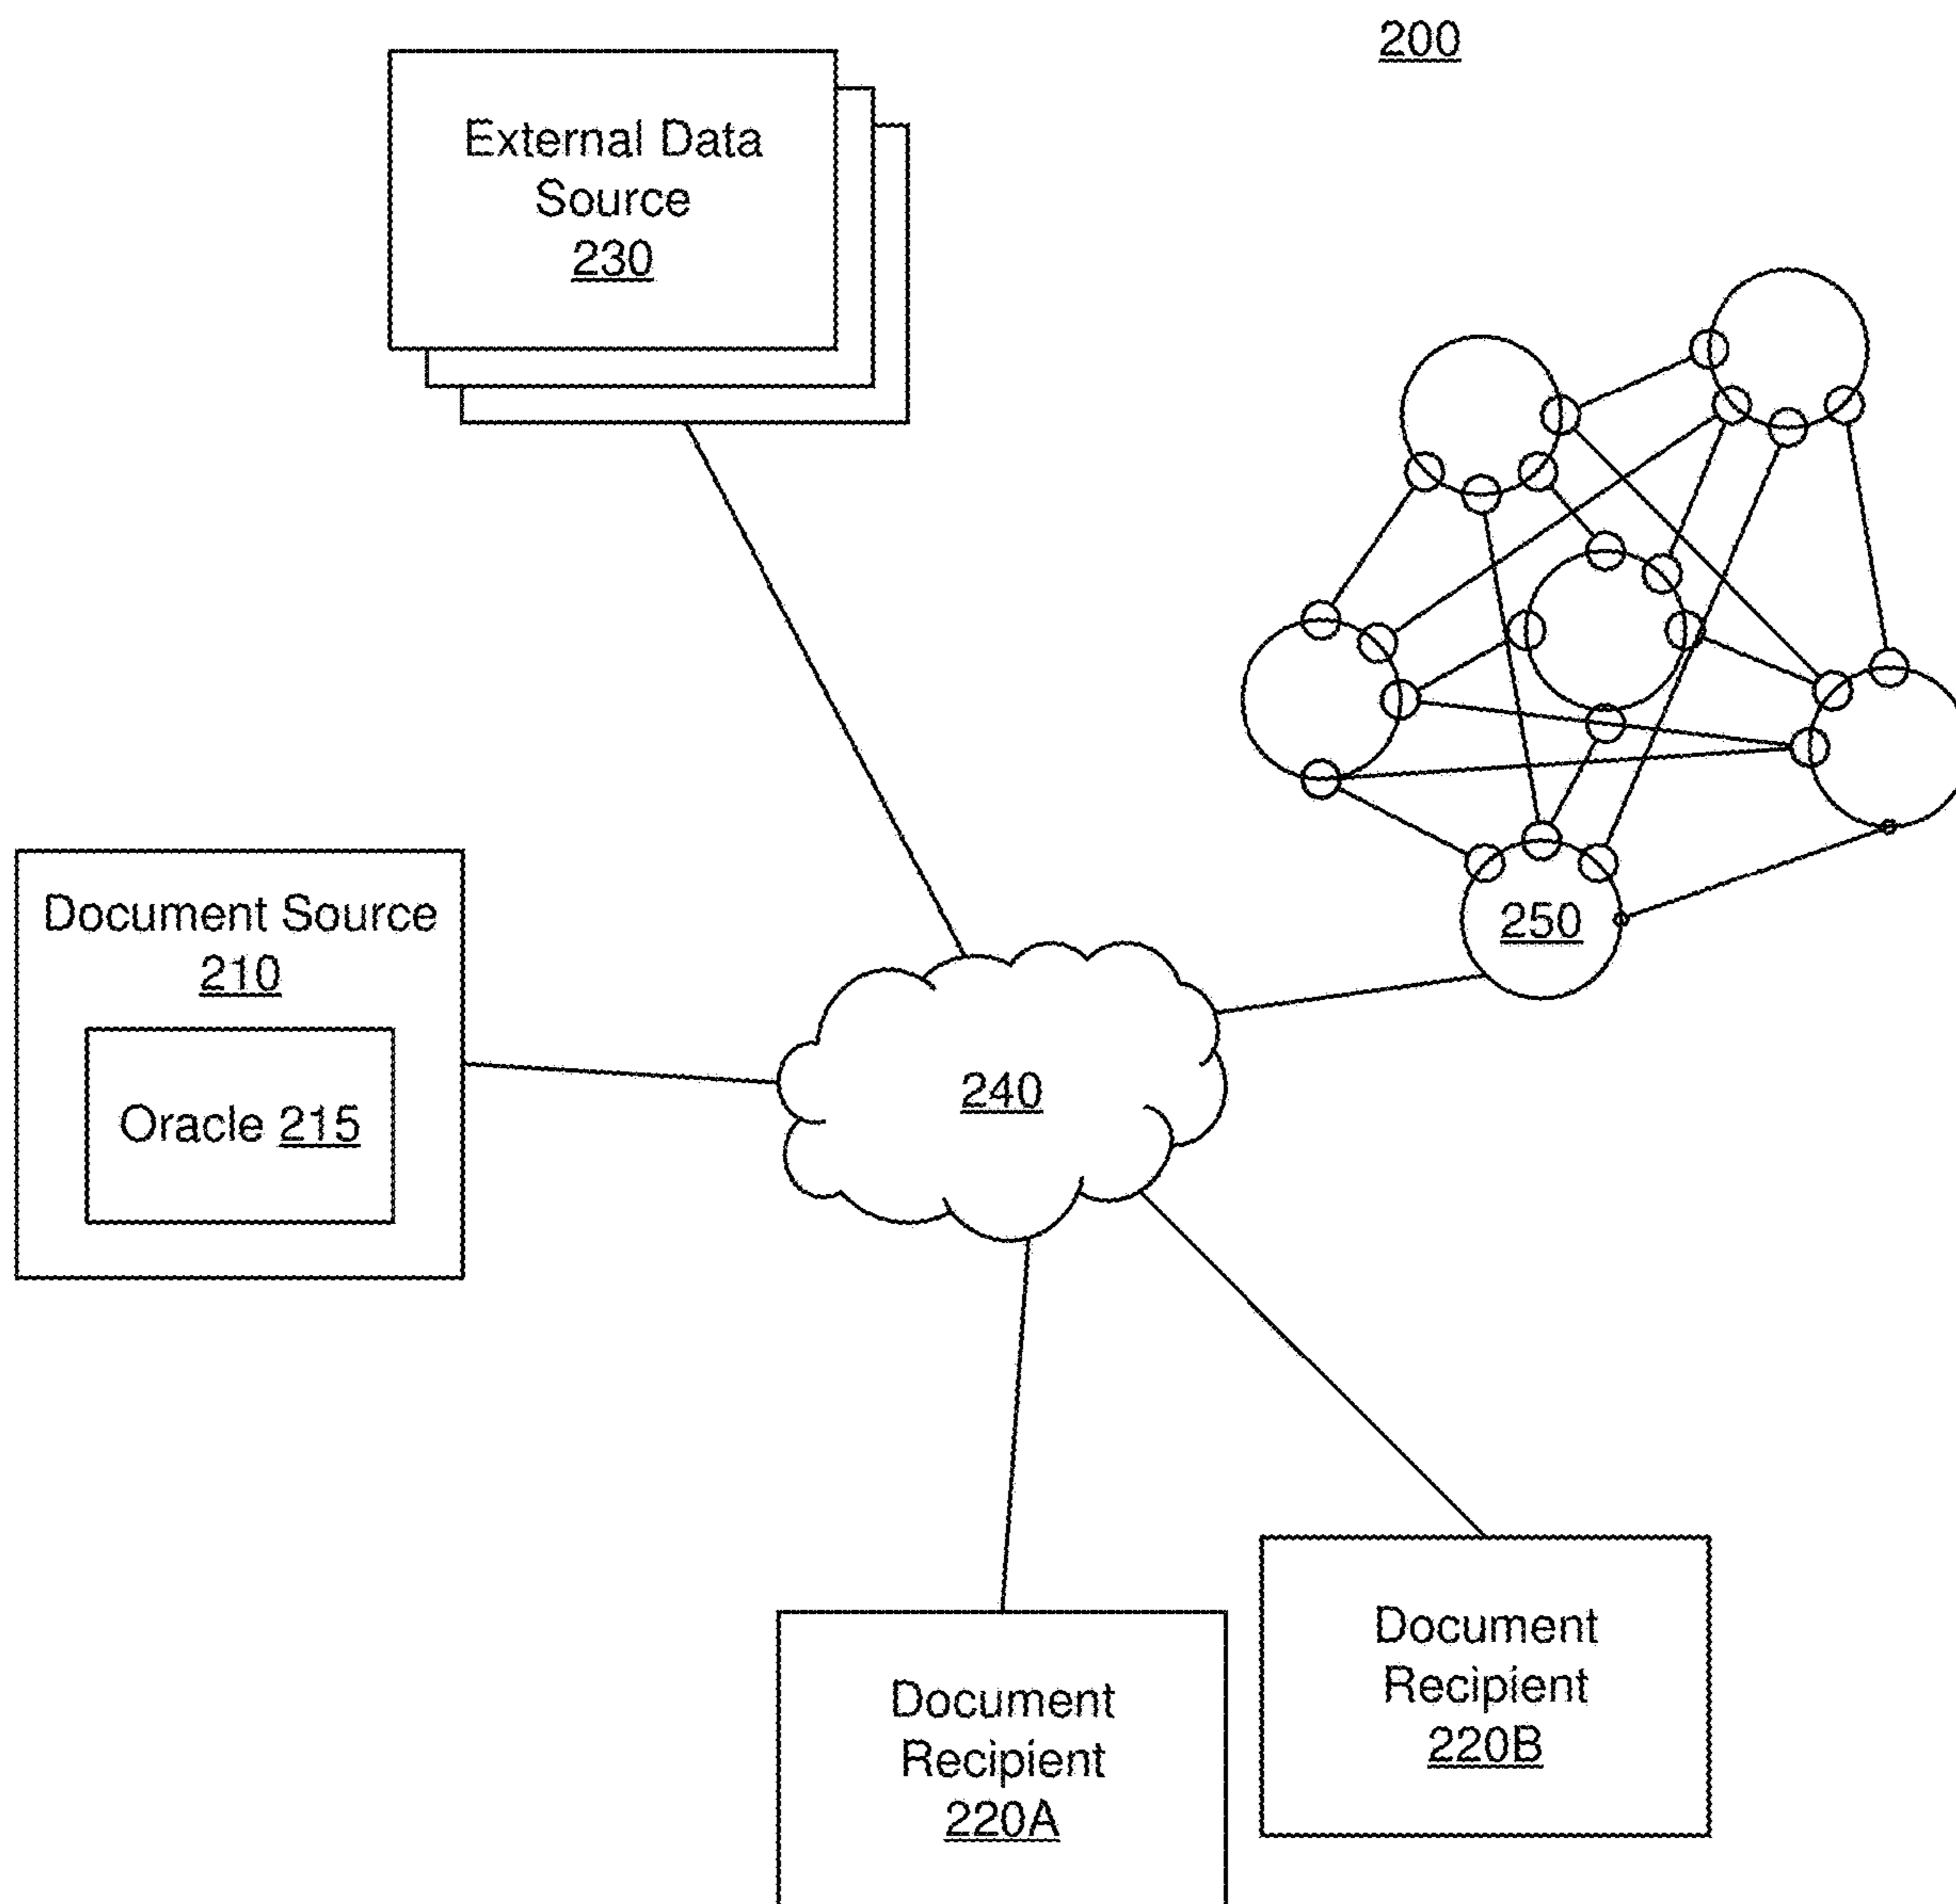 200
External Data
Source
230
250
Document Source
210
Oracle 215
240
Document
Recipient
220B
Document
Recipient
220A